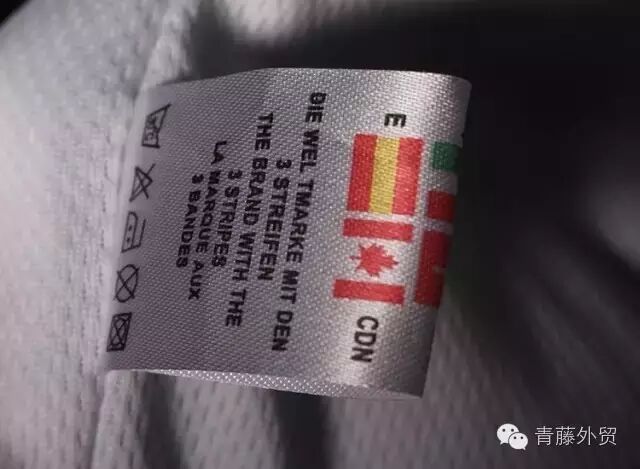 E
CDN
DIE WEL TMARKE MIT DEN
3 STREIFEN
THE BRAND WITH THE
3 STRIPES
LA MARQUE AUX
3 BANDES
青藤外贸